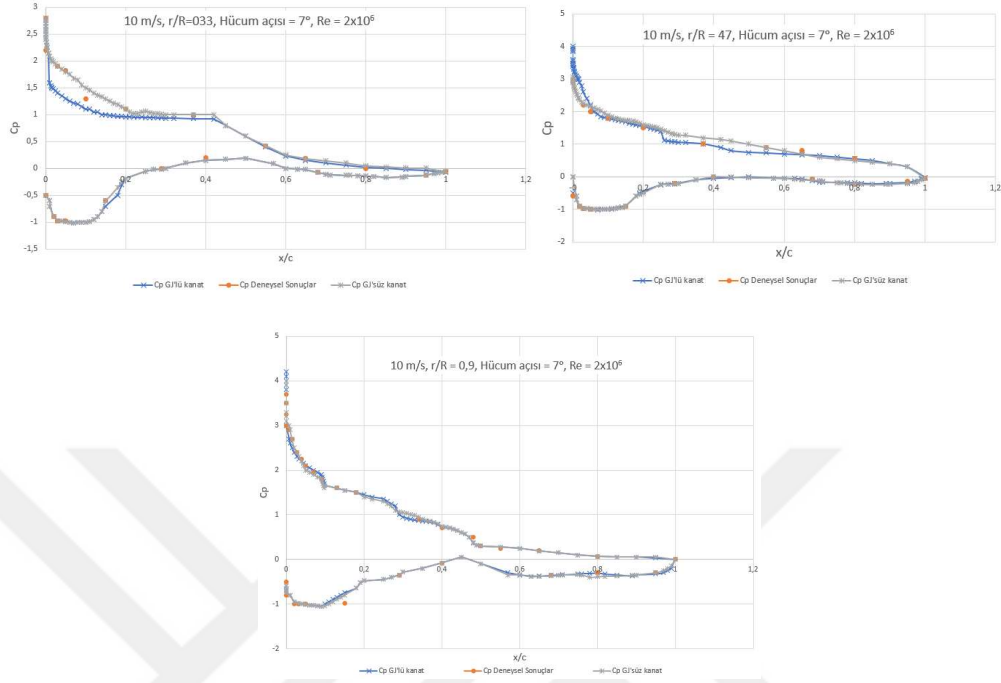 10 m/s, r/R=033, Hücum açısı = 7°, Re = 2x10⁶
3
2,5
2
1,5
1
0,5
0
-0,5
-1
-1,5
Cp
0 0,2 0,4 0,6 0,8 1 1,2
x/c
Cp GJ'lü kanat Cp Deneysel Sonuçlar Cp GJ'süz kanat
10 m/s, r/R = 47, Hücum açısı = 7°, Re = 2x10⁶
5
4
3
2
1
0
-1
-2
Cp
0 0,2 0,4 0,6 0,8 1 1,2
x/c
Cp GJ'lü kanat Cp Deneysel Sonuçlar Cp GJ'süz kanat
10 m/s, r/R = 0,9, Hücum açısı = 7°, Re = 2x10⁶
5
4
3
2
1
0
-1
-2
Cp
0 0,2 0,4 0,6 0,8 1 1,2
x/c
Cp GJ'lü kanat Cp Deneysel Sonuçlar Cp GJ'süz kanat